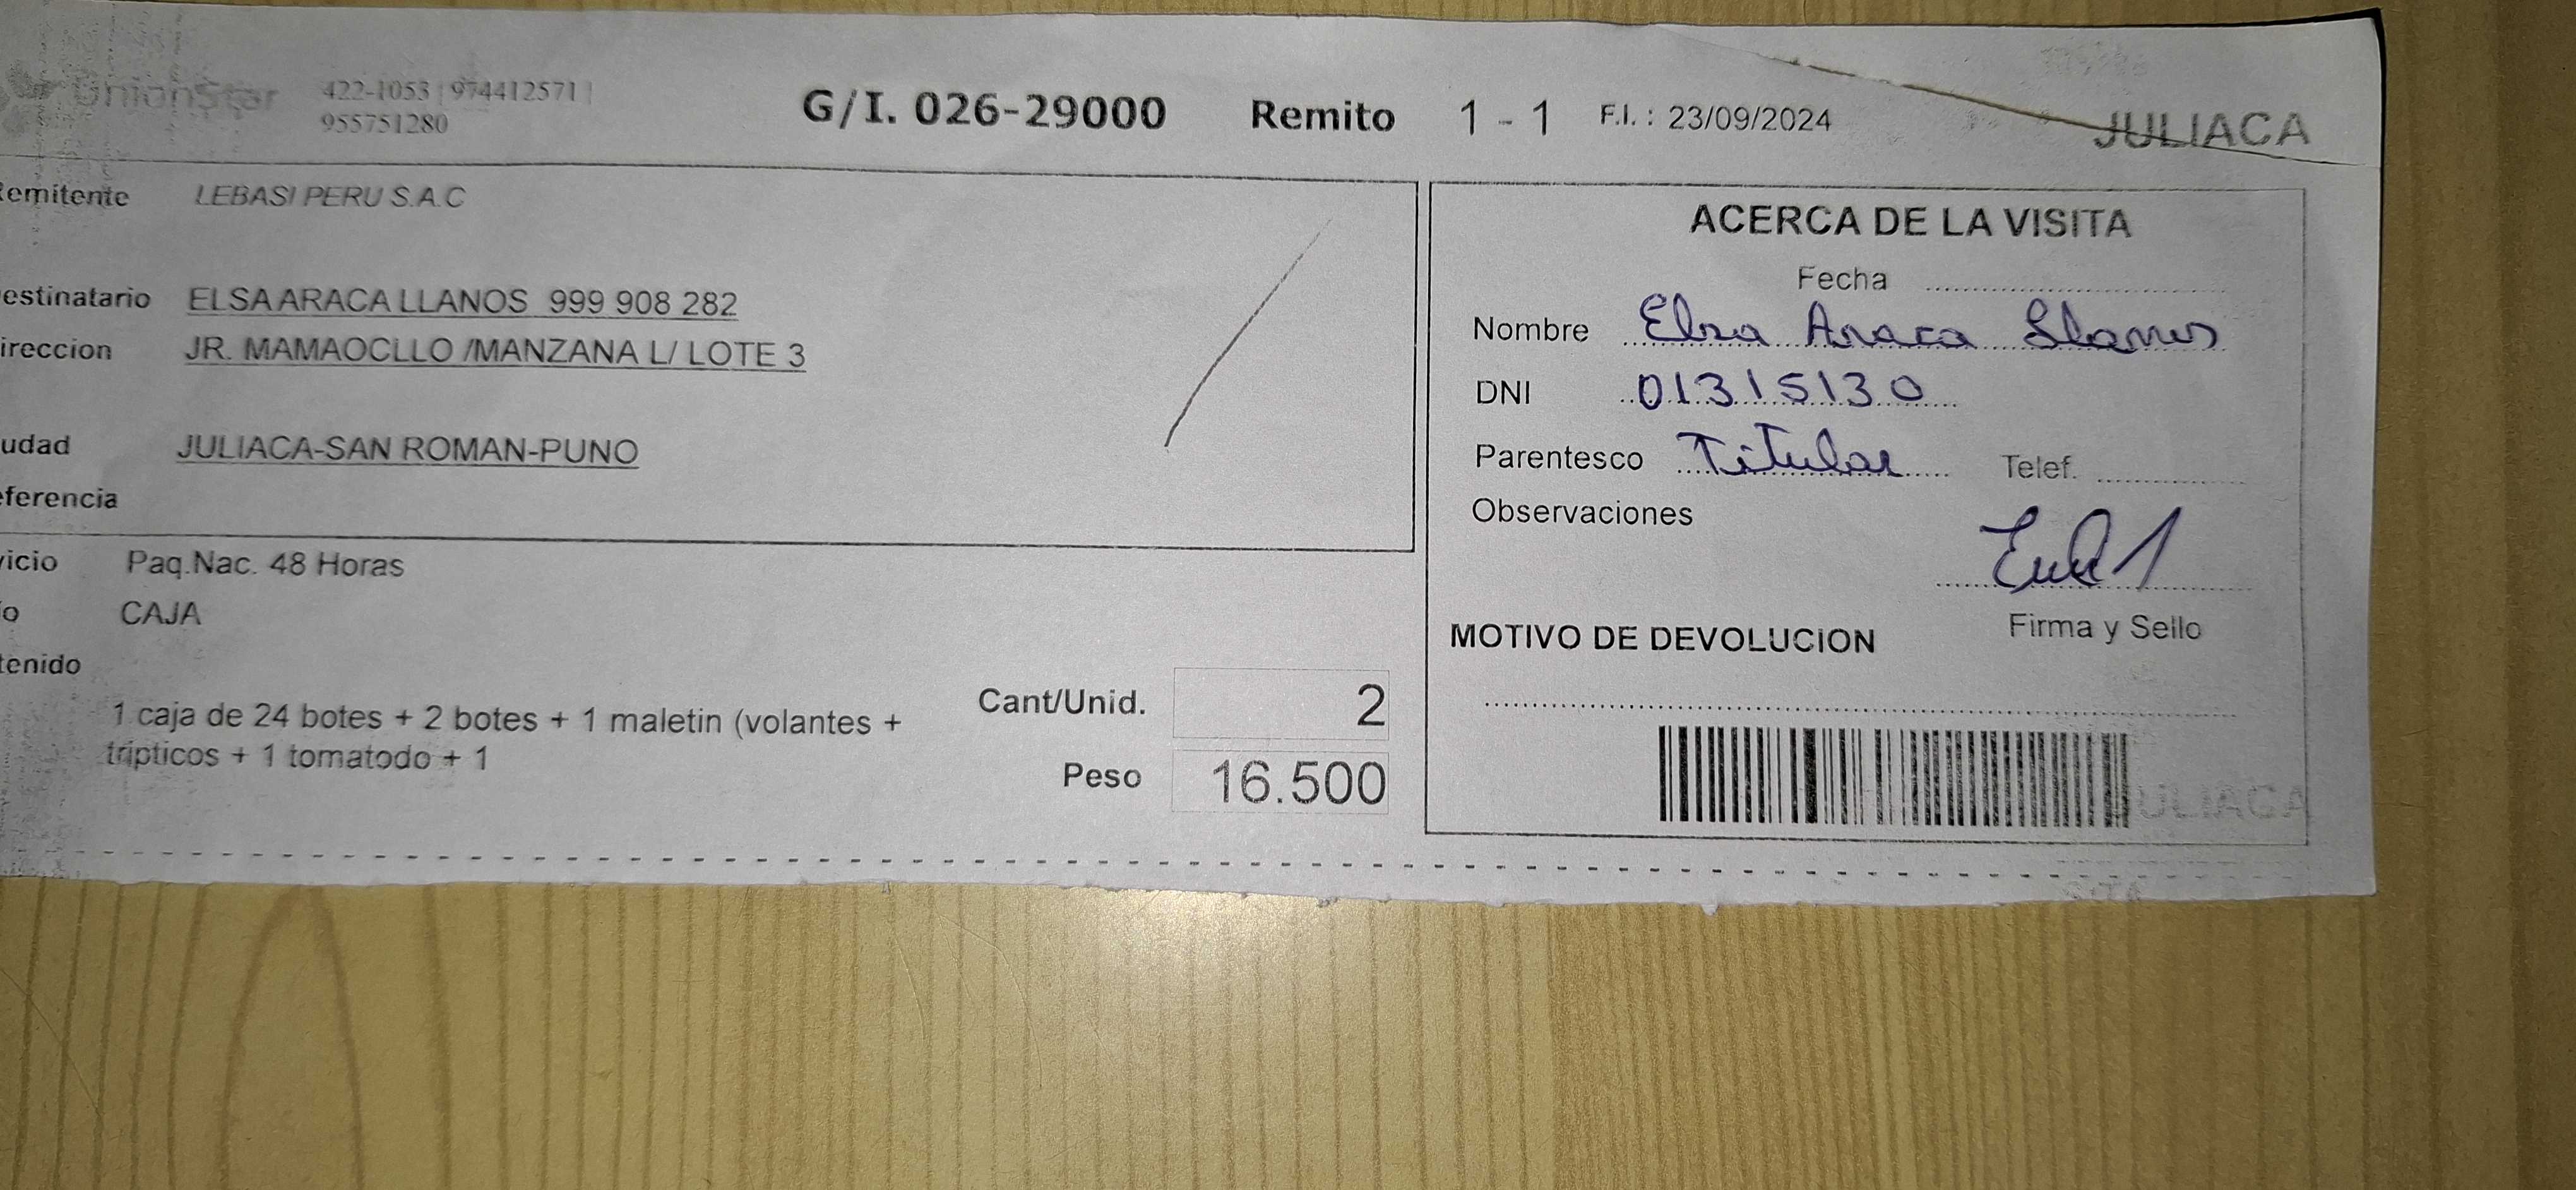 UnionStar 422-1053 | 974412571 |
955751280
G/I. 026-29000 Remito 1 - 1 F.I. : 23/09/2024 JULIACA
Remitente LEBASI PERU S.A.C
estinatario ELSA ARACA LLANOS 999 908 282
ireccion JR. MAMAOCLLO /MANZANA L/ LOTE 3
udad JULIACA-SAN ROMAN-PUNO
eferencia
vicio Paq.Nac. 48 Horas
o CAJA
tenido
1 caja de 24 botes + 2 botes + 1 maletin (volantes +
tripticos + 1 tomatodo + 1
Cant/Unid. 2
Peso 16.500
ACERCA DE LA VISITA
Fecha
Nombre Elsa Araca Llanos
DNI 01315130
Parentesco Titular Telef.
Observaciones
Firma y Sello
MOTIVO DE DEVOLUCION
ULIACA